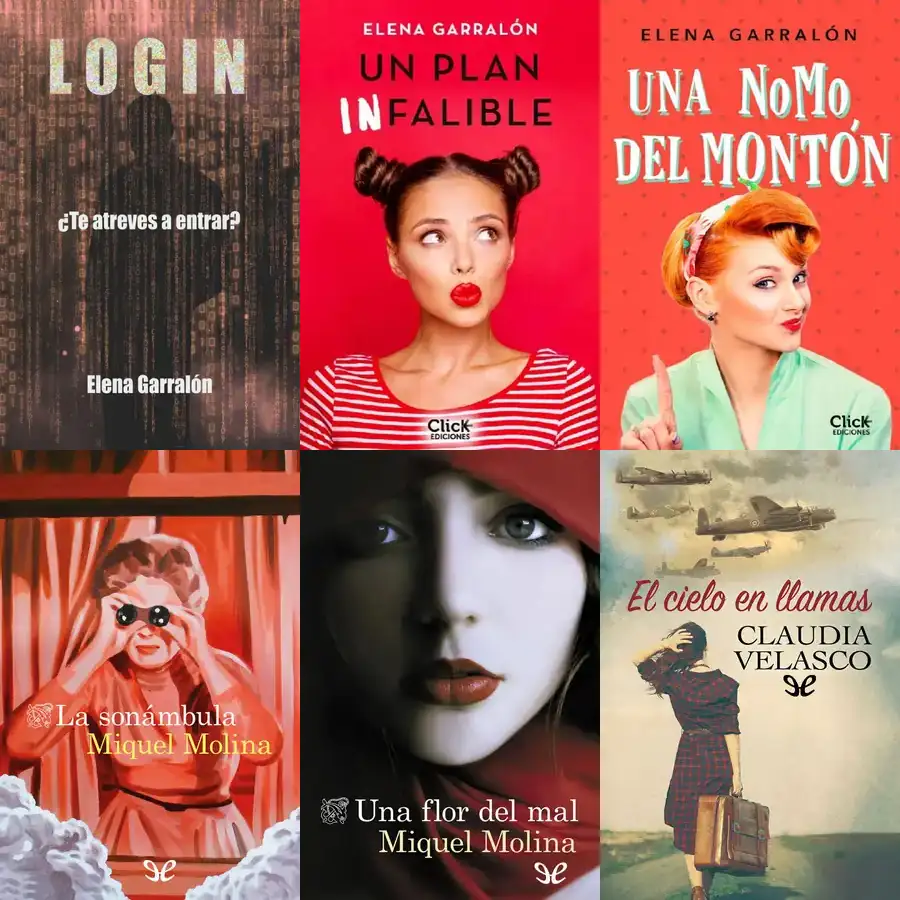 LOGIN
¿Te atreves a entrar?
Elena Garralón
ELENA GARRALÓN
UN PLAN
INFALIBLE
Click
EDICIONES
ELENA GARRALÓN
UNA NoMo
DEL MONTÓN
Click
EDICIONES
La sonámbula
Miquel Molina
Una flor del mal
Miquel Molina
El cielo en llamas
CLAUDIA
VELASCO